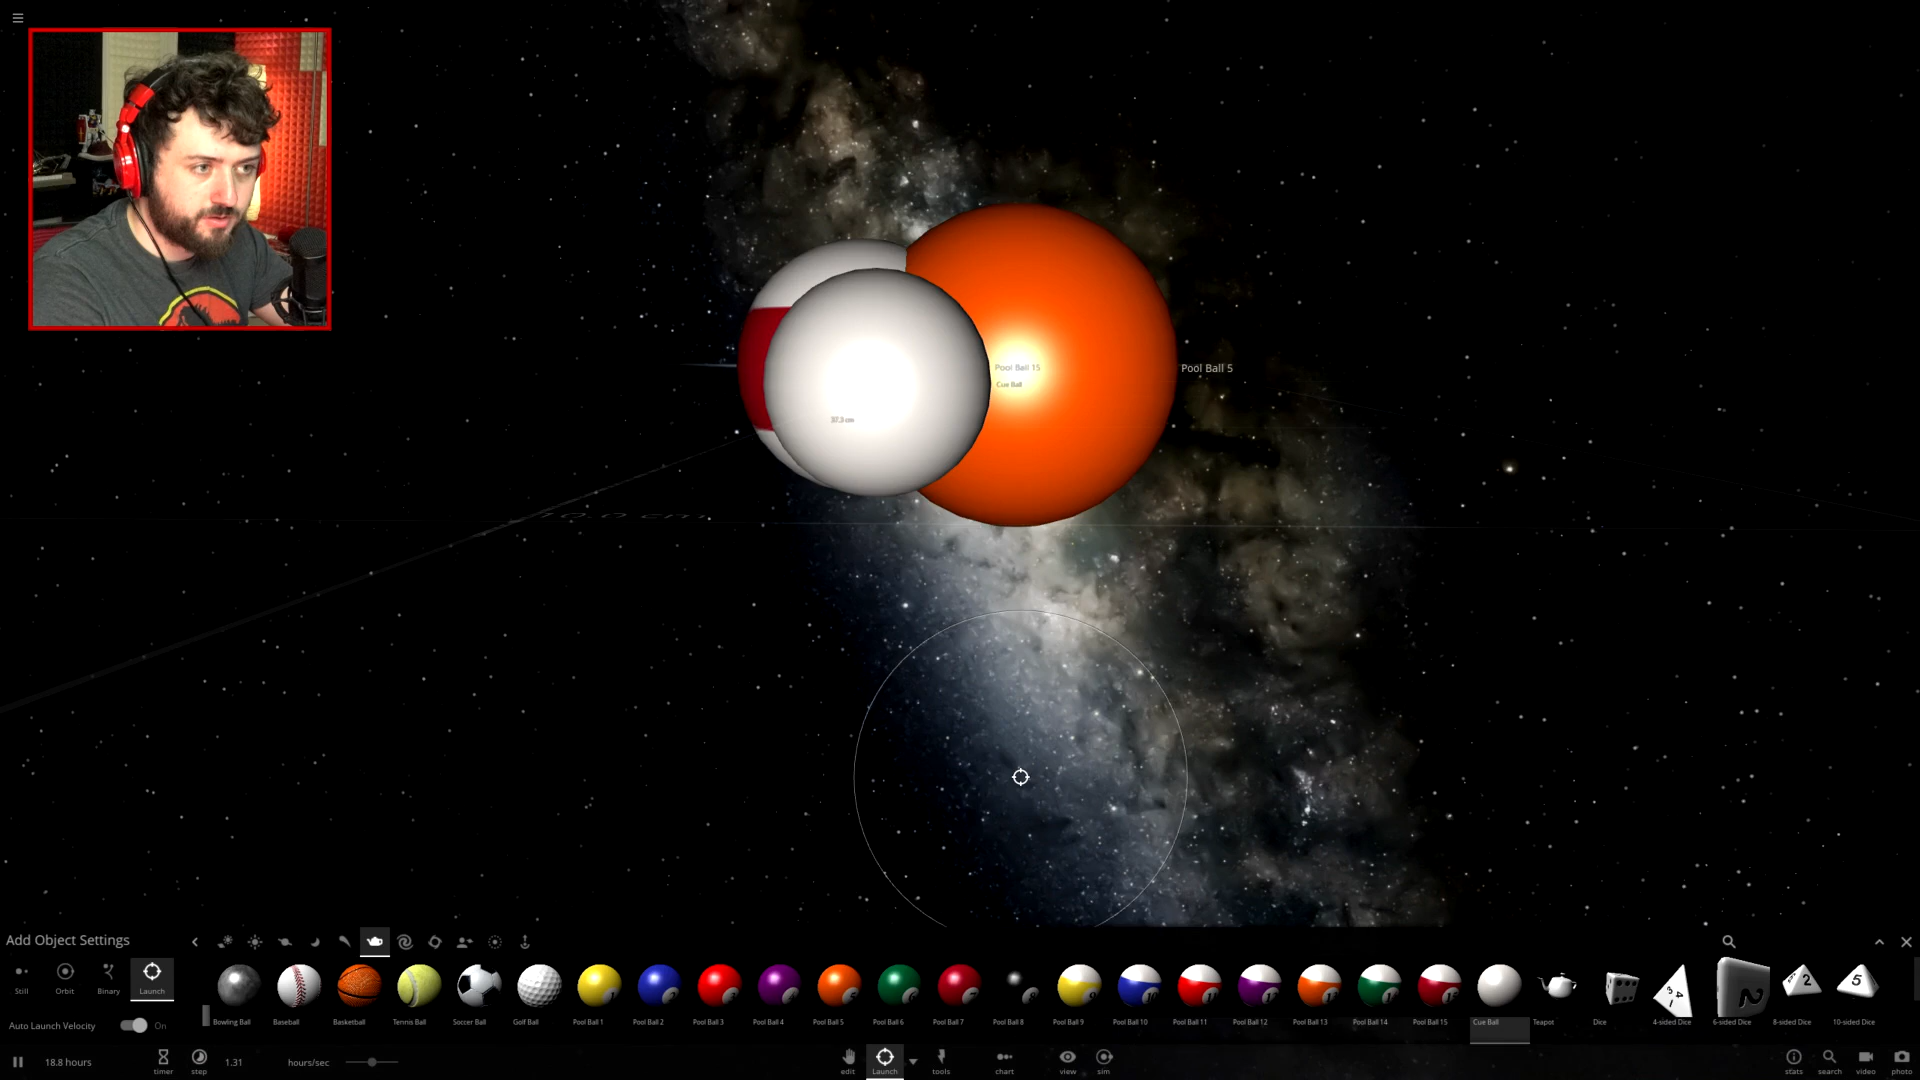 Pool Ball 15
Pool Ball 5
Cue Ball
Add Object Settings
Still
Orbit
Binary
Launch
Bowling Ball
Baseball
Basketball
Tennis Ball
Soccer Ball
Golf Ball
Pool Ball 1
Pool Ball 2
Pool Ball 3
Pool Ball 4
Pool Ball 5
Pool Ball 6
Pool Ball 7
Pool Ball 8
Pool Ball 9
Pool Ball 10
Pool Ball 11
Pool Ball 12
Pool Ball 13
Pool Ball 14
Pool Ball 15
Cue Ball
Teapot
Dice
4-sided Dice
6-sided Dice
8-sided Dice
10-sided Dice
Auto Launch Velocity
On
18.8 hours
timer
step
1.31
hours/sec
edit
Launch
tools
chart
view
sim
stats
search
video
photo